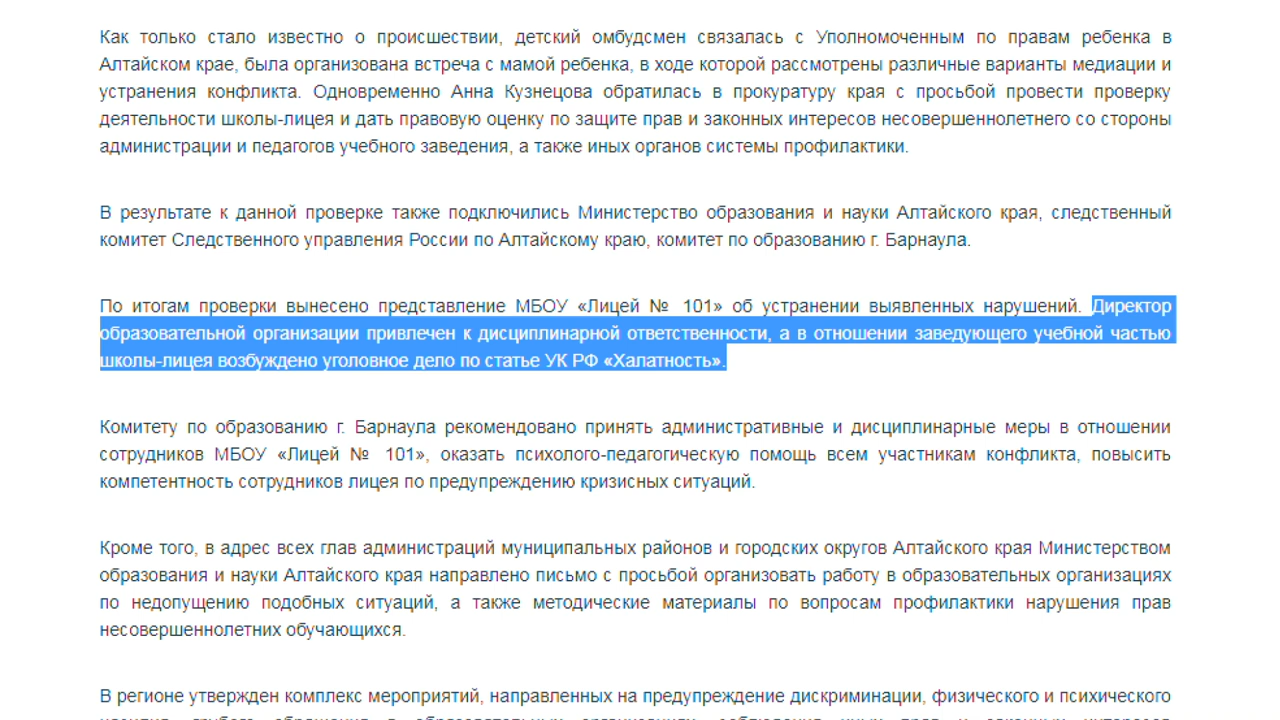 Как только стало известно о происшествии, детский омбудсмен связалась с Уполномоченным по правам ребенка в
Алтайском крае, была организована встреча с мамой ребенка, в ходе которой рассмотрены различные варианты медиации и
устранения конфликта. Одновременно Анна Кузнецова обратилась в прокуратуру края с просьбой провести проверку
деятельности школы-лицея и дать правовую оценку по защите прав и законных интересов несовершеннолетнего со стороны
администрации и педагогов учебного заведения, а также иных органов системы профилактики.
В результате к данной проверке также подключились Министерство образования и науки Алтайского края, следственный
комитет Следственного управления России по Алтайскому краю, комитет по образованию г. Барнаула.
По итогам проверки вынесено представление МБОУ «Лицей № 101» об устранении выявленных нарушений. Директор
образовательной организации привлечен к дисциплинарной ответственности, а в отношении заведующего учебной частью
школы-лицея возбуждено уголовное дело по статье УК РФ «Халатность».
Комитету по образованию г. Барнаула рекомендовано принять административные и дисциплинарные меры в отношении
сотрудников МБОУ «Лицей № 101», оказать психолого-педагогическую помощь всем участникам конфликта, повысить
компетентность сотрудников лицея по предупреждению кризисных ситуаций.
Кроме того, в адрес всех глав администраций муниципальных районов и городских округов Алтайского края Министерством
образования и науки Алтайского края направлено письмо с просьбой организовать работу в образовательных организациях
по недопущению подобных ситуаций, а также методические материалы по вопросам профилактики нарушения прав
несовершеннолетних обучающихся.
В регионе утвержден комплекс мероприятий, направленных на предупреждение дискриминации, физического и психического